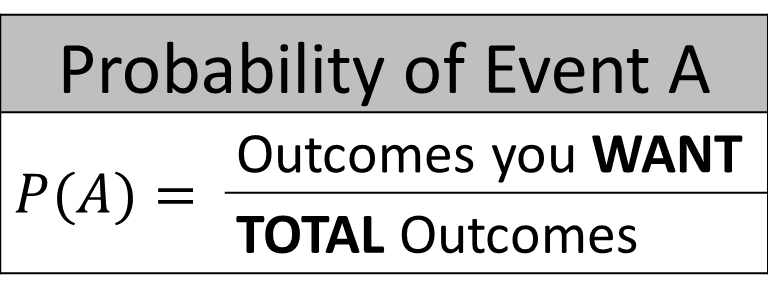 Probability of Event A
P(A) = Outcomes you WANT
TOTAL Outcomes